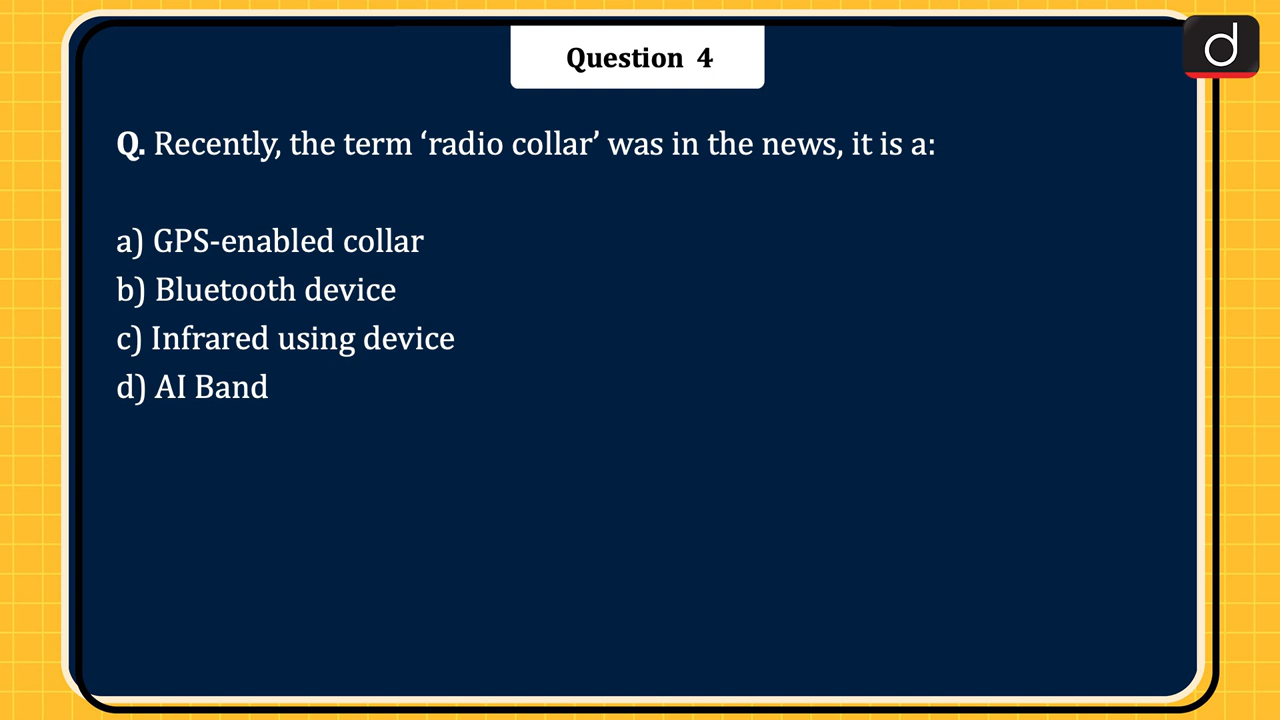 Question 4
d
Q. Recently, the term ‘radio collar’ was in the news, it is a:
a) GPS-enabled collar
b) Bluetooth device
c) Infrared using device
d) AI Band